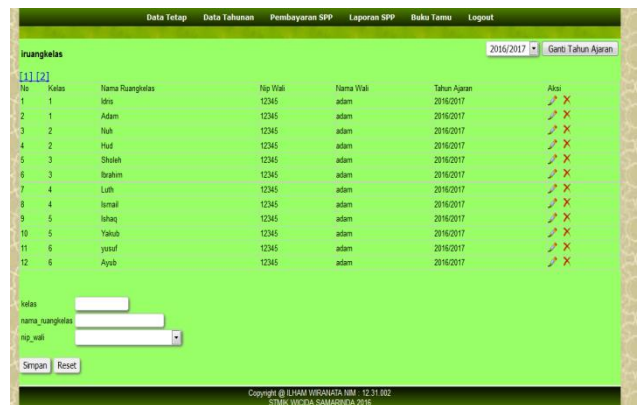 Data Tetap Data Tahunan Pembayaran SPP Laporan SPP Buku Tamu Logout
iruangkelas 2016/2017 Ganti Tahun Ajaran
[1] [2]
No Kelas Nama Ruangkelas Nip Wali Nama Wali Tahun Ajaran Aksi
1 1 Idris 12345 adam 2016/2017
2 1 Adam 12345 adam 2016/2017
3 2 Nuh 12345 adam 2016/2017
4 2 Hud 12345 adam 2016/2017
5 3 Sholeh 12345 adam 2016/2017
6 3 Ibrahim 12345 adam 2016/2017
7 4 Luth 12345 adam 2016/2017
8 4 Ismail 12345 adam 2016/2017
9 5 Ishaq 12345 adam 2016/2017
10 5 Yakub 12345 adam 2016/2017
11 6 yusuf 12345 adam 2016/2017
12 6 Aysb 12345 adam 2016/2017
kelas
nama_ruangkelas
nip_wali
Simpan Reset
Copyright @ ILHAM WIRANATA NIM : 12.31.002
STMIK WICIDA SAMARINDA 2016